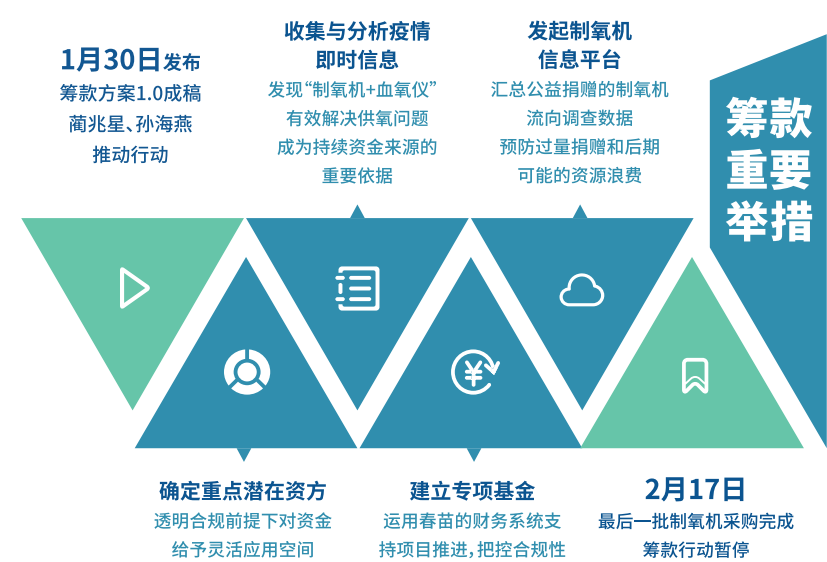 筹款
重要
举措
1月30日发布
筹款方案1.0成稿
蔺兆星、孙海燕
推动行动
确定重点潜在资方
透明合规前提下对资金
给予灵活应用空间
收集与分析疫情
即时信息
发现“制氧机+血氧仪”
有效解决供氧问题
成为持续资金来源的
重要依据
建立专项基金
运用春苗的财务系统支
持项目推进,把控合规性
发起制氧机
信息平台
汇总公益捐赠的制氧机
流向调查数据
预防过量捐赠和后期
可能的资源浪费
2月17日
最后一批制氧机采购完成
筹款行动暂停
¥